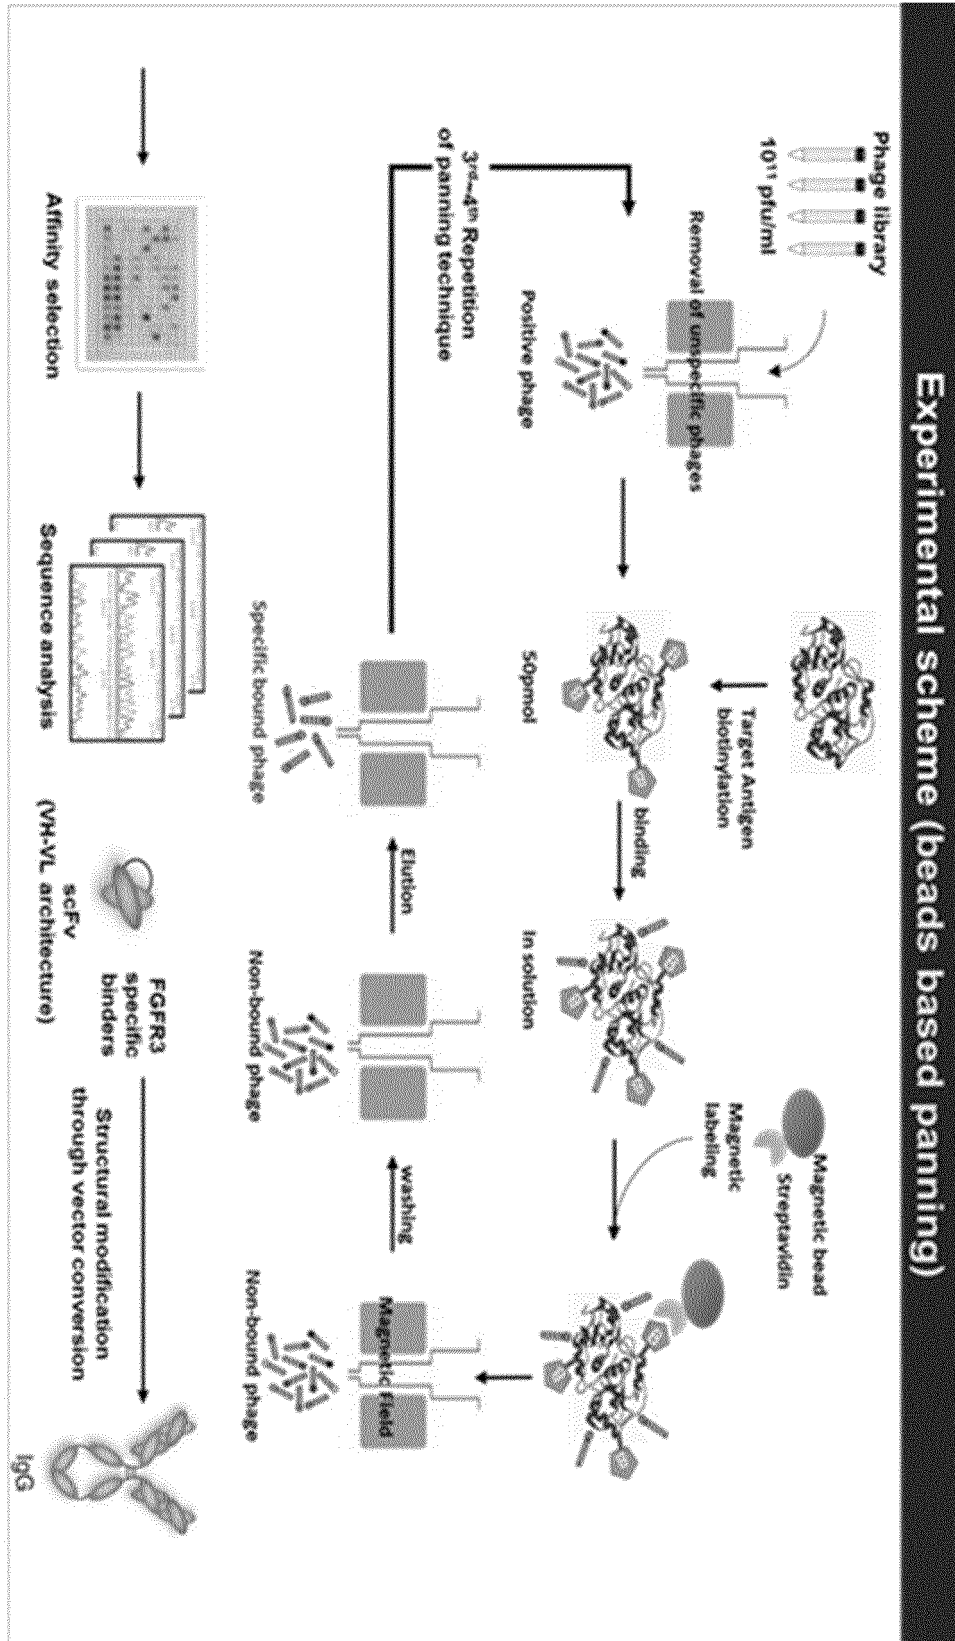 Experimental scheme (beads based panning)
Phage library
10¹¹ pfu/ml
Removal of unspecific phages
Positive phage
Target Antigen
biotinylation
50pmol
binding
In solution
Magnetic bead
Streptavidin
Magnetic
labeling
Magnetic Field
Non-bound phage
washing
Non-bound phage
Elution
Specific bound phage
3rd~4th Repetition
of panning technique
Affinity selection
Sequence analysis
scFv
(VH-VL architecture)
FGFR3
specific
binders
Structural modification
through vector conversion
IgG